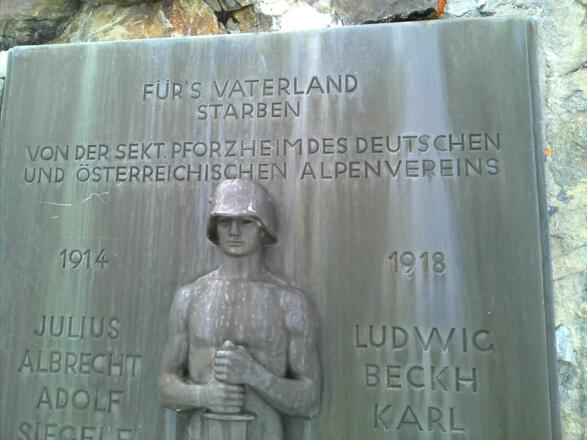 FÜR'S VATERLAND
STARBEN
VON DER SEKT. PFORZHEIM DES DEUTSCHEN
UND ÖSTERREICHISCHEN ALPENVEREINS
1914
1918
JULIUS
ALBRECHT
ADOLF
SIEGELE
LUDWIG
BECKH
KARL